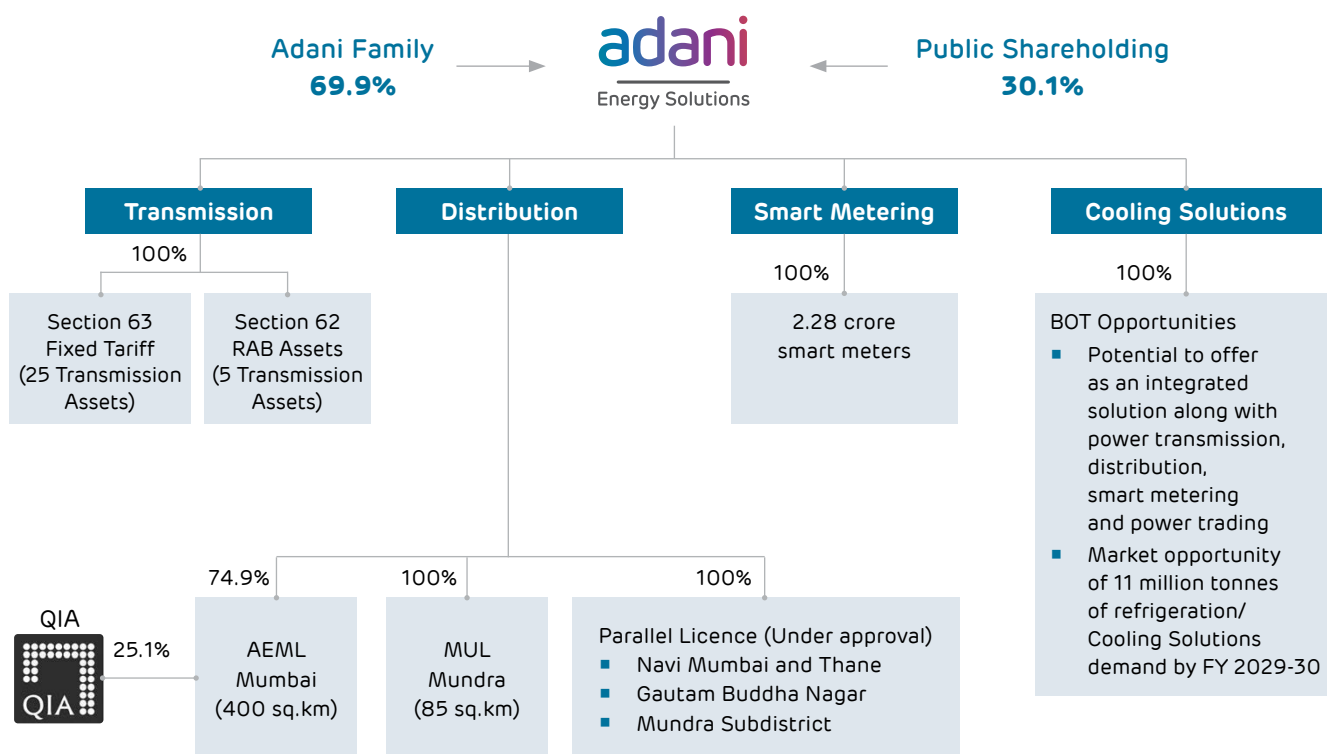 Adani Family
69.9%
adani
Energy Solutions
Public Shareholding
30.1%
Transmission
Distribution
Smart Metering
Cooling Solutions
100%
100%
100%
Section 63
Fixed Tariff
(25 Transmission
Assets)
Section 62
RAB Assets
(5 Transmission
Assets)
2.28 crore
smart meters
BOT Opportunities
Potential to offer
as an integrated
solution along with
power transmission,
distribution,
smart metering
and power trading
Market opportunity
of 11 million tonnes
of refrigeration/
Cooling Solutions
demand by FY 2029-30
74.9%
100%
100%
QIA
QIA
25.1%
AEML
Mumbai
(400 sq.km)
MUL
Mundra
(85 sq.km)
Parallel Licence (Under approval)
Navi Mumbai and Thane
Gautam Buddha Nagar
Mundra Subdistrict